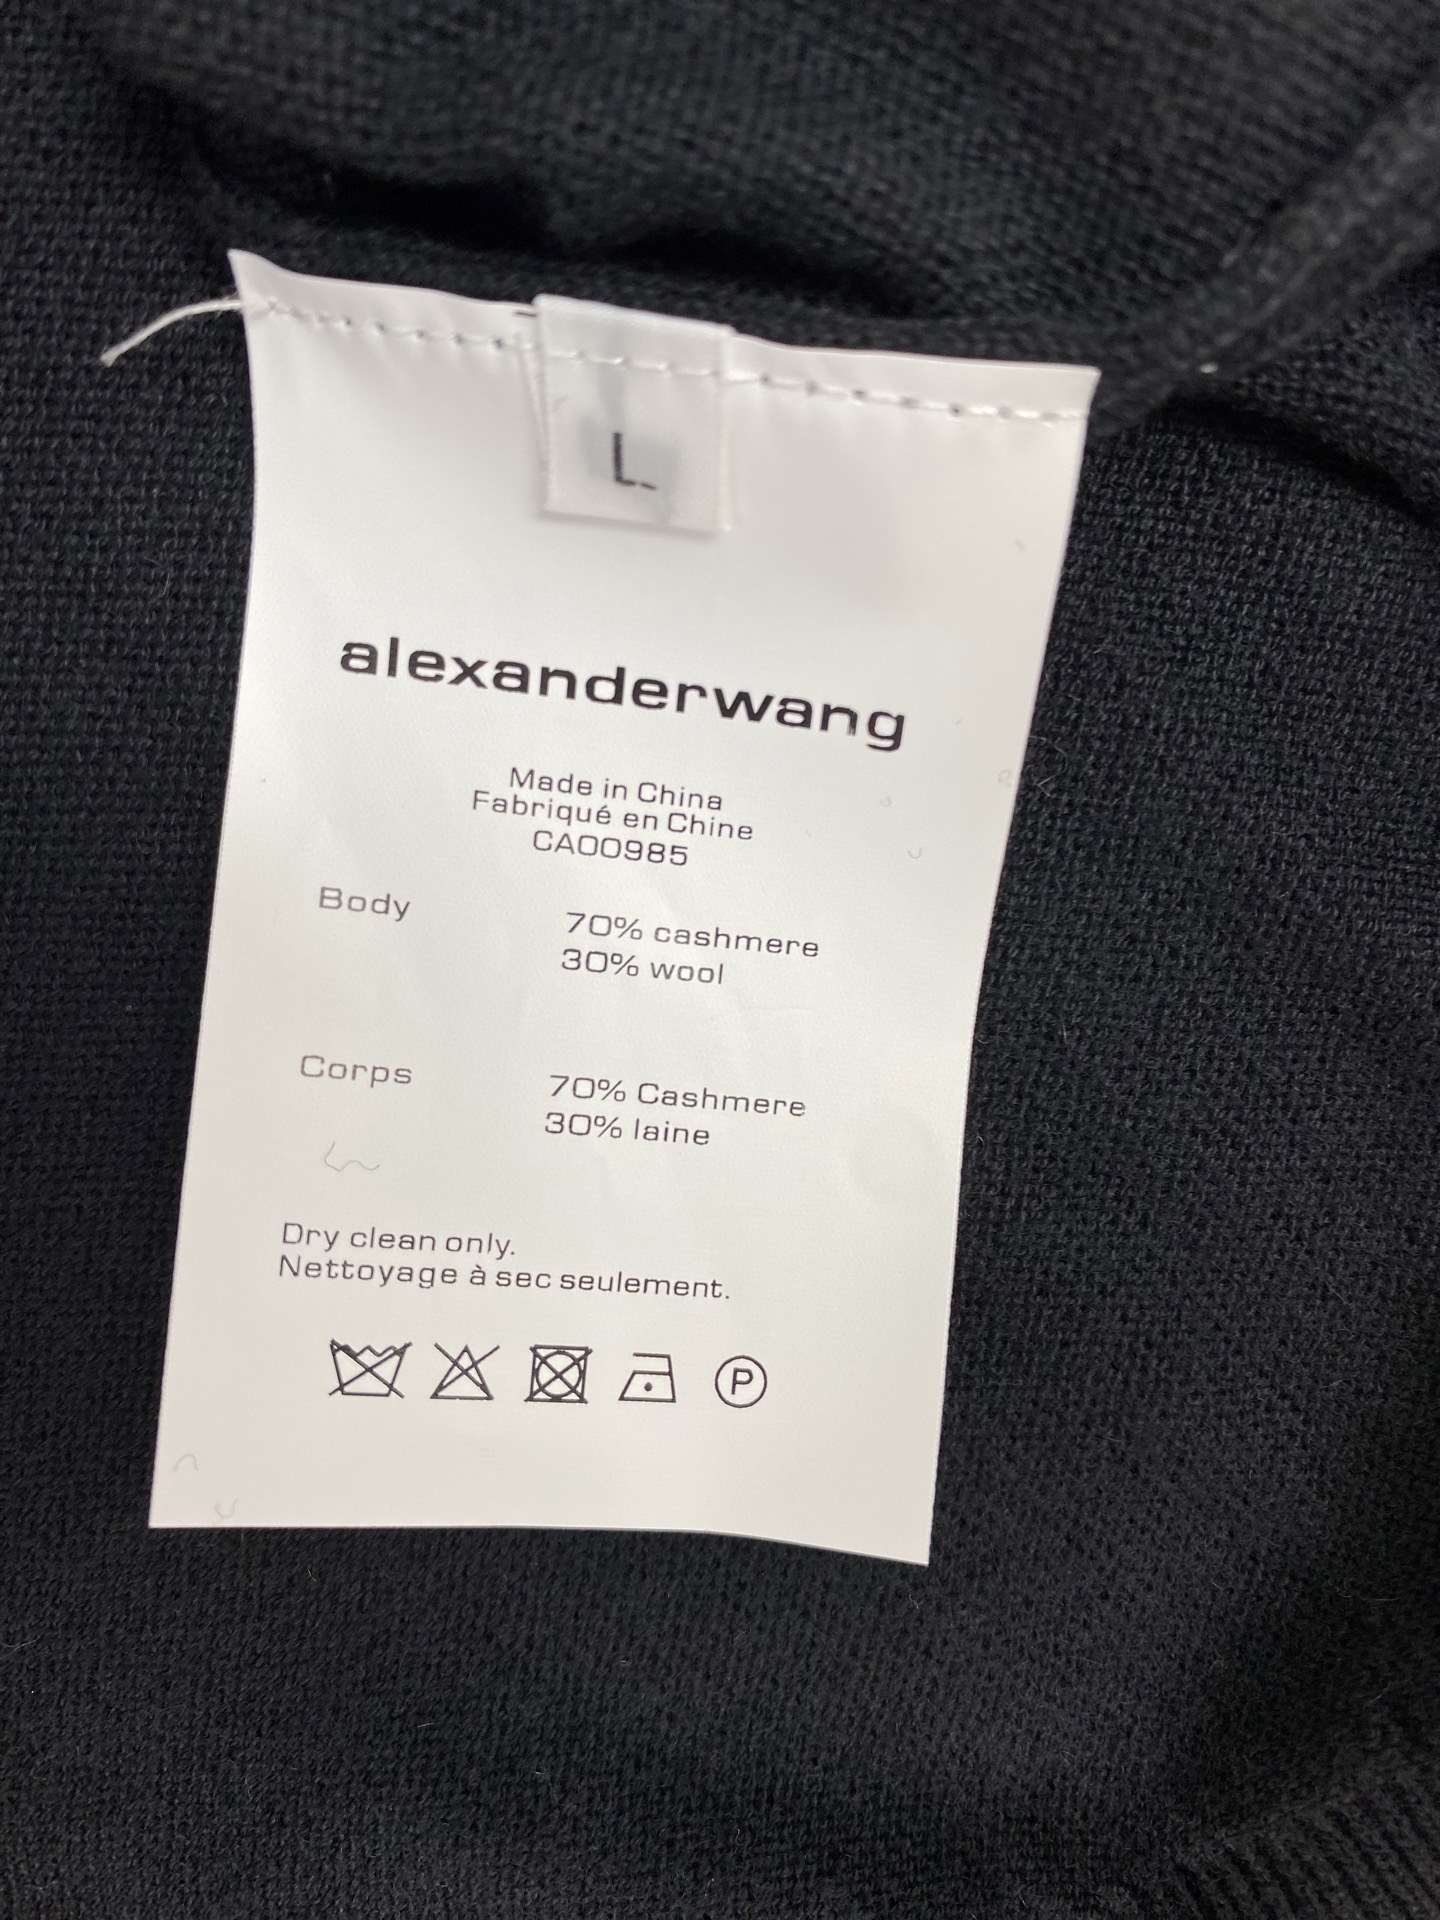 L
alexanderwang
Made in China
Fabriqué en Chine
CA00985
Body
70% cashmere
30% wool
Corps
70% Cashmere
30% laine
Dry clean only.
Nettoyage à sec seulement.
P